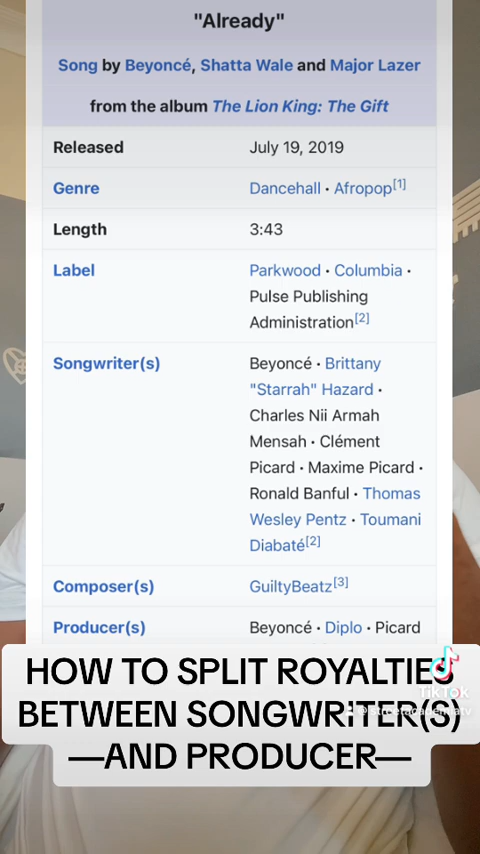 "Already"
Song by Beyoncé, Shatta Wale and Major Lazer
from the album The Lion King: The Gift
Released July 19, 2019
Genre Dancehall · Afropop[1]
Length 3:43
Label Parkwood · Columbia ·
Pulse Publishing
Administration[2]
Songwriter(s) Beyoncé · Brittany
"Starrah" Hazard ·
Charles Nii Armah
Mensah · Clément
Picard · Maxime Picard ·
Ronald Banful · Thomas
Wesley Pentz · Toumani
Diabaté[2]
Composer(s) GuiltyBeatz[3]
Producer(s) Beyoncé · Diplo · Picard
HOW TO SPLIT ROYALTIES
BETWEEN SONGWRITER(S)
—AND PRODUCER—
TikTok